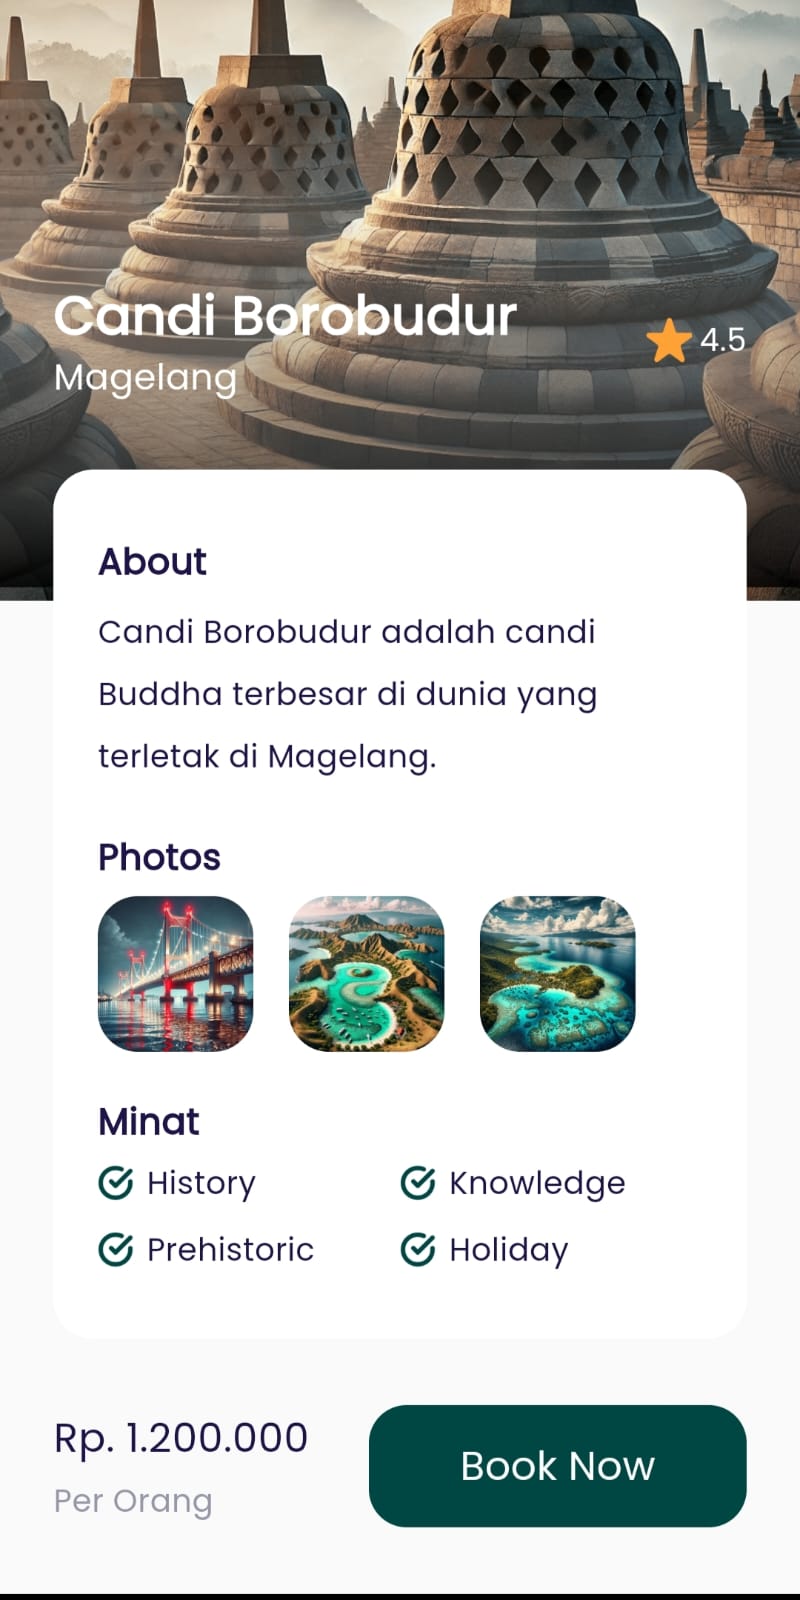 Candi Borobudur
Magelang
4.5
About
Candi Borobudur adalah candi
Buddha terbesar di dunia yang
terletak di Magelang.
Photos
Minat
History
Knowledge
Prehistoric
Holiday
Rp. 1.200.000
Per Orang
Book Now